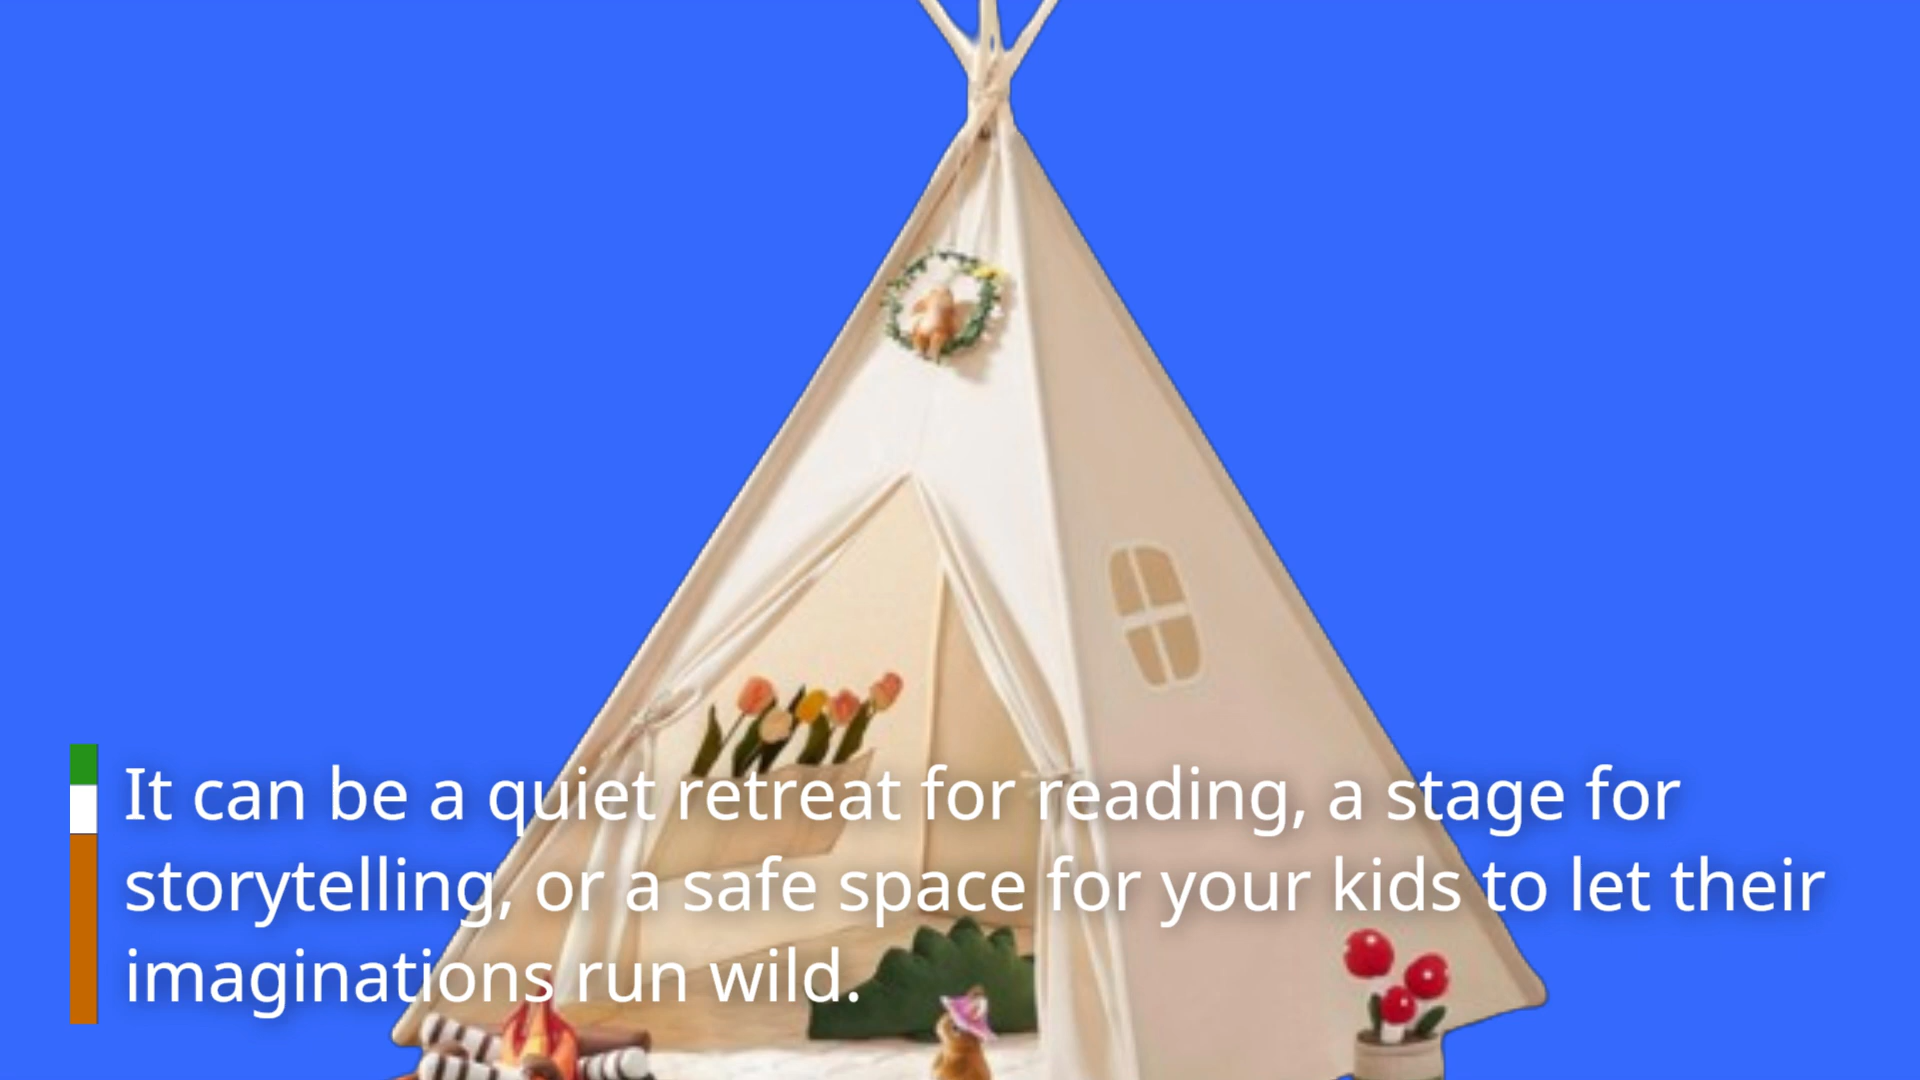 It can be a quiet retreat for reading, a stage for
storytelling, or a safe space for your kids to let their
imaginations run wild.